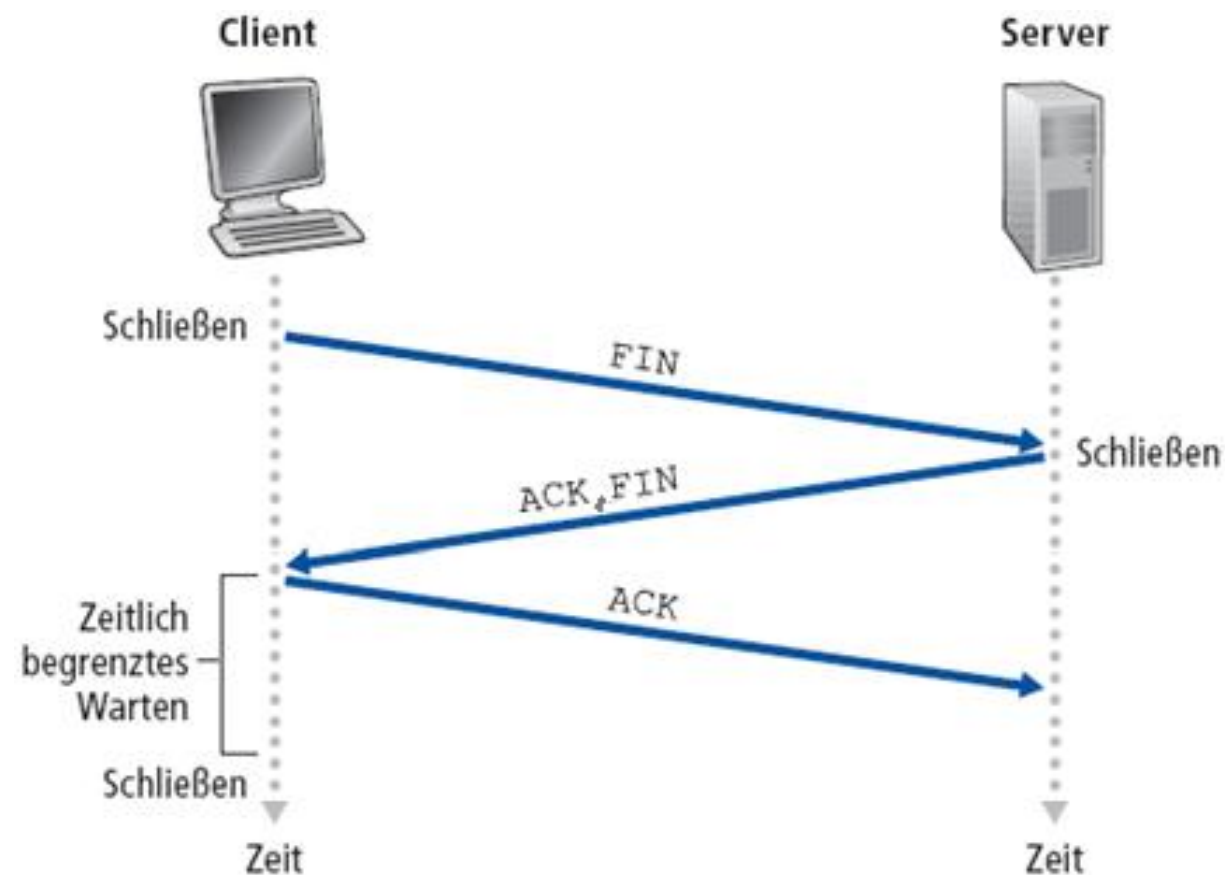 Client
Server
Schließen
FIN
Schließen
ACK,FIN
ACK
Zeitlich
begrenztes
Warten
Schließen
Zeit
Zeit